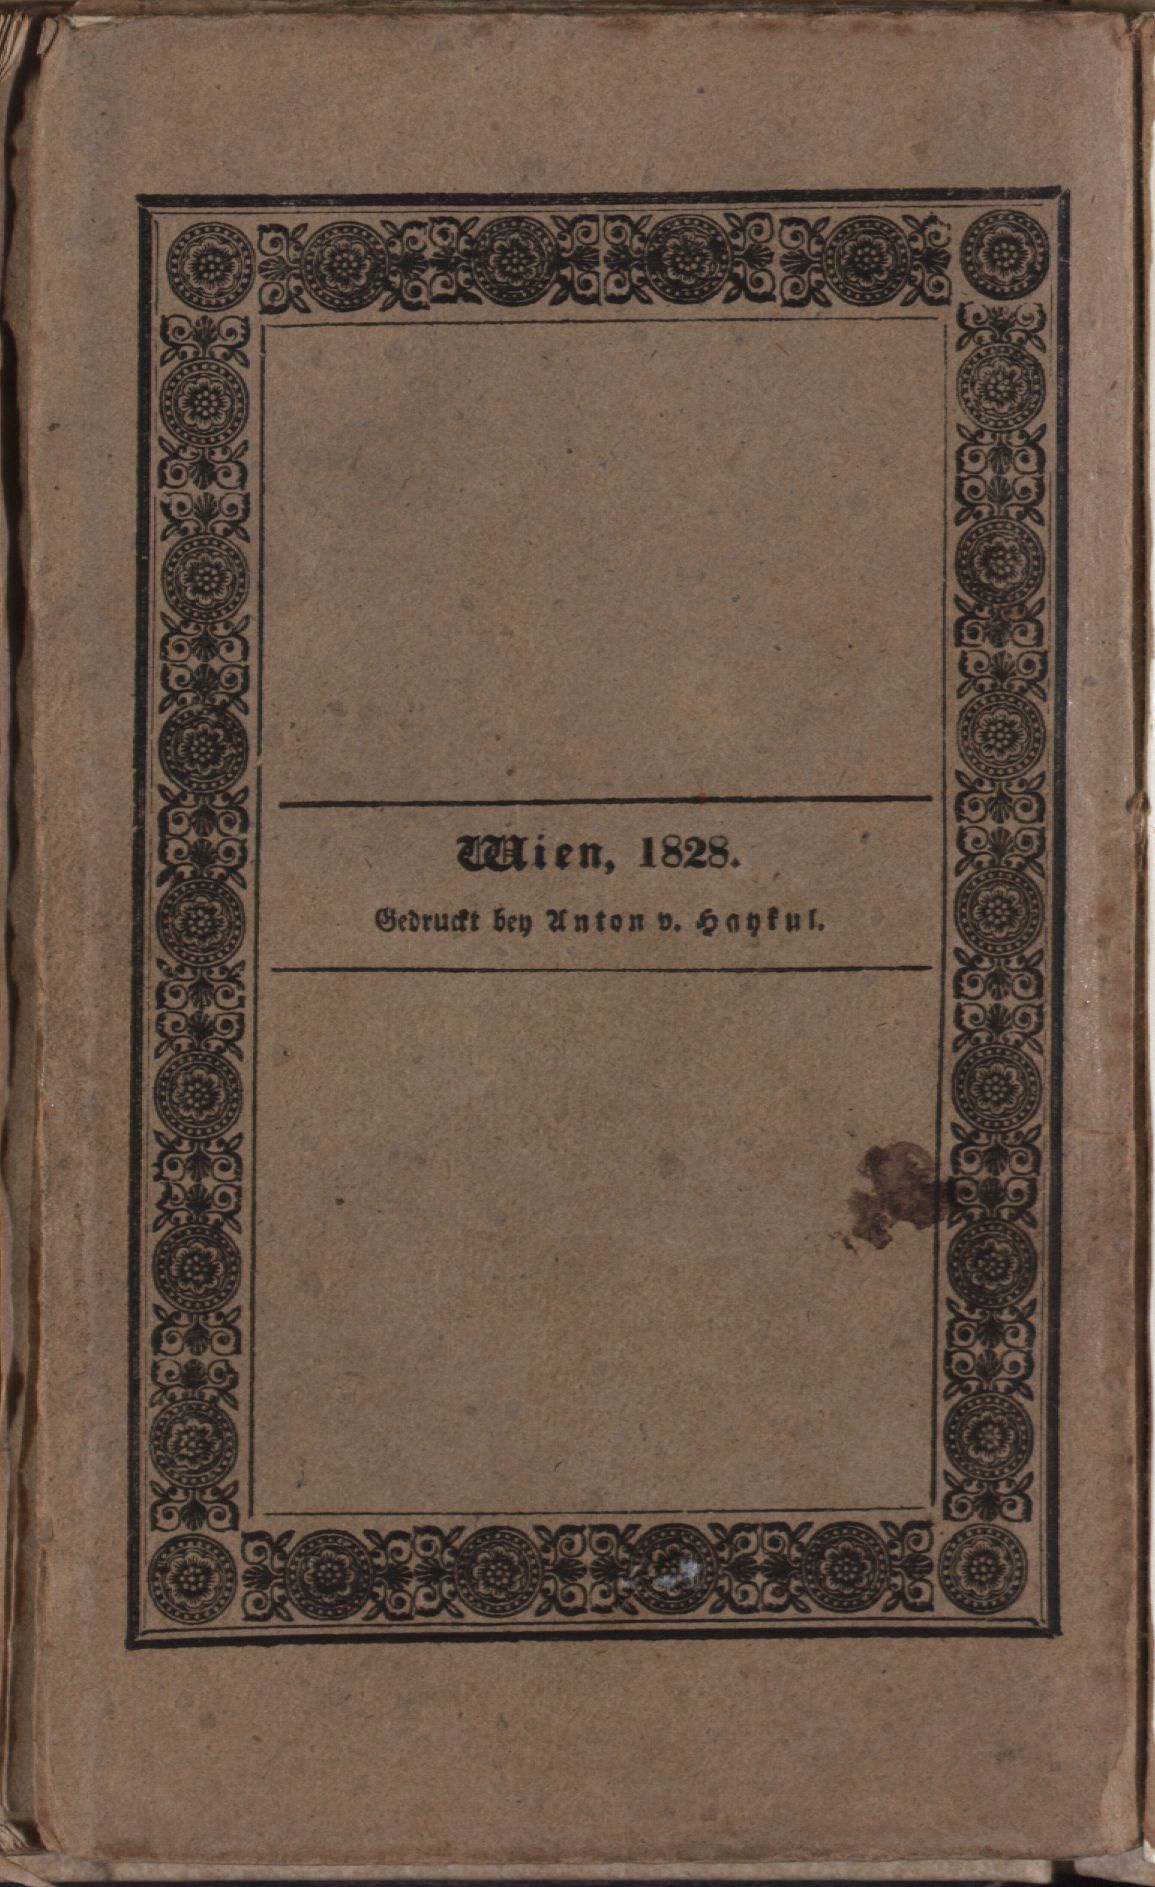 Wien, 1828.
Gedruckt bey Anton v. Haykul.